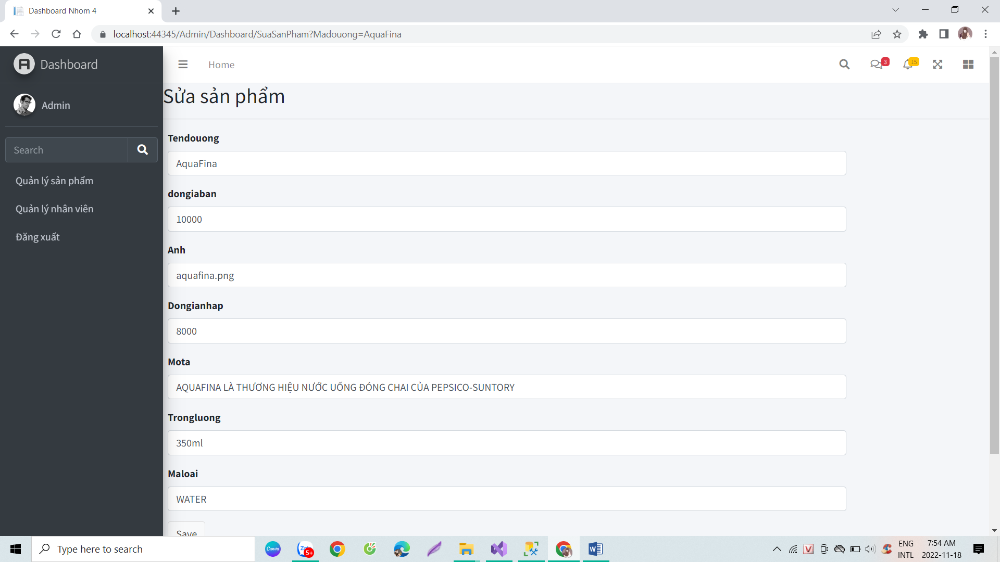 Dashboard Nhom 4
localhost:44345/Admin/Dashboard/SuaSanPham?Madouong=AquaFina
Dashboard
Home
3
15
Admin
Sửa sản phẩm
Search
Quản lý sản phẩm
Quản lý nhân viên
Đăng xuất
Tendouong
AquaFina
dongiaban
10000
Anh
aquafina.png
Dongianhap
8000
Mota
AQUAFINA LÀ THƯƠNG HIỆU NƯỚC UỐNG ĐÓNG CHAI CỦA PEPSICO-SUNTORY
Trongluong
350ml
Maloai
WATER
Save
Type here to search
Canva
5+
ENG
INTL
7:54 AM
2022-11-18